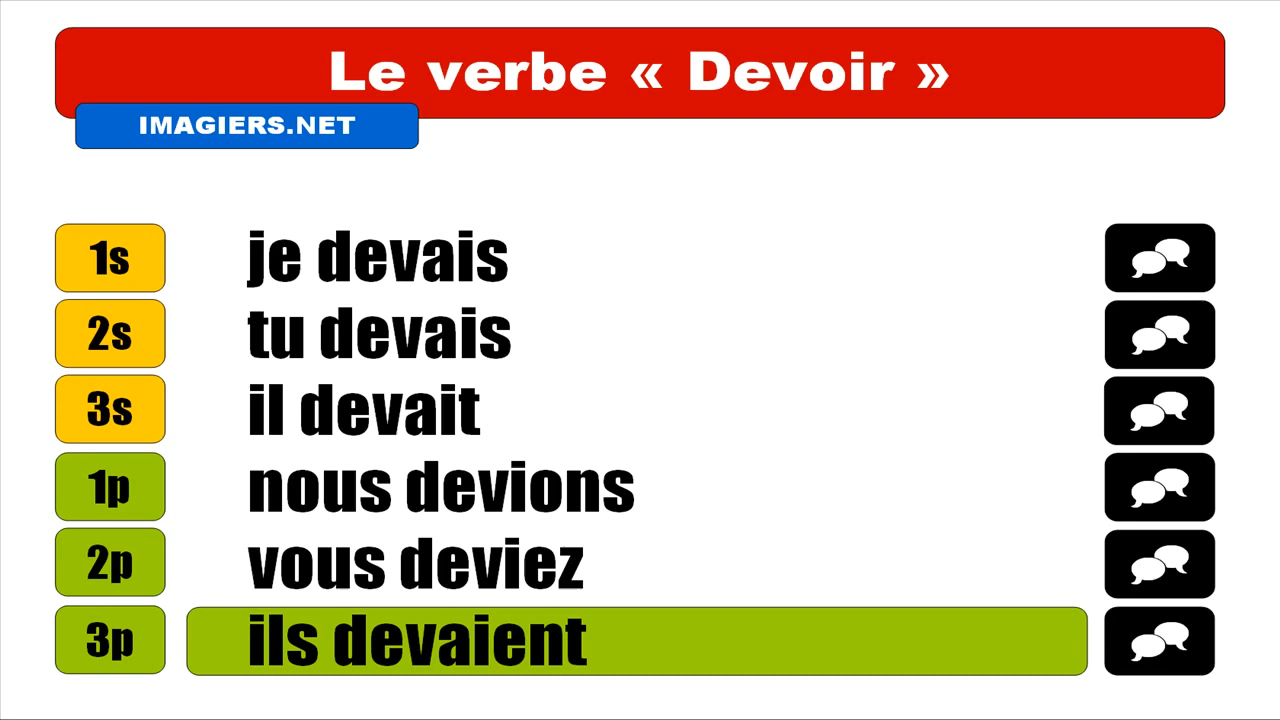 Le verbe « Devoir »
IMAGIERS.NET
1s je devais
2s tu devais
3s il devait
1p nous devions
2p vous deviez
3p ils devaient